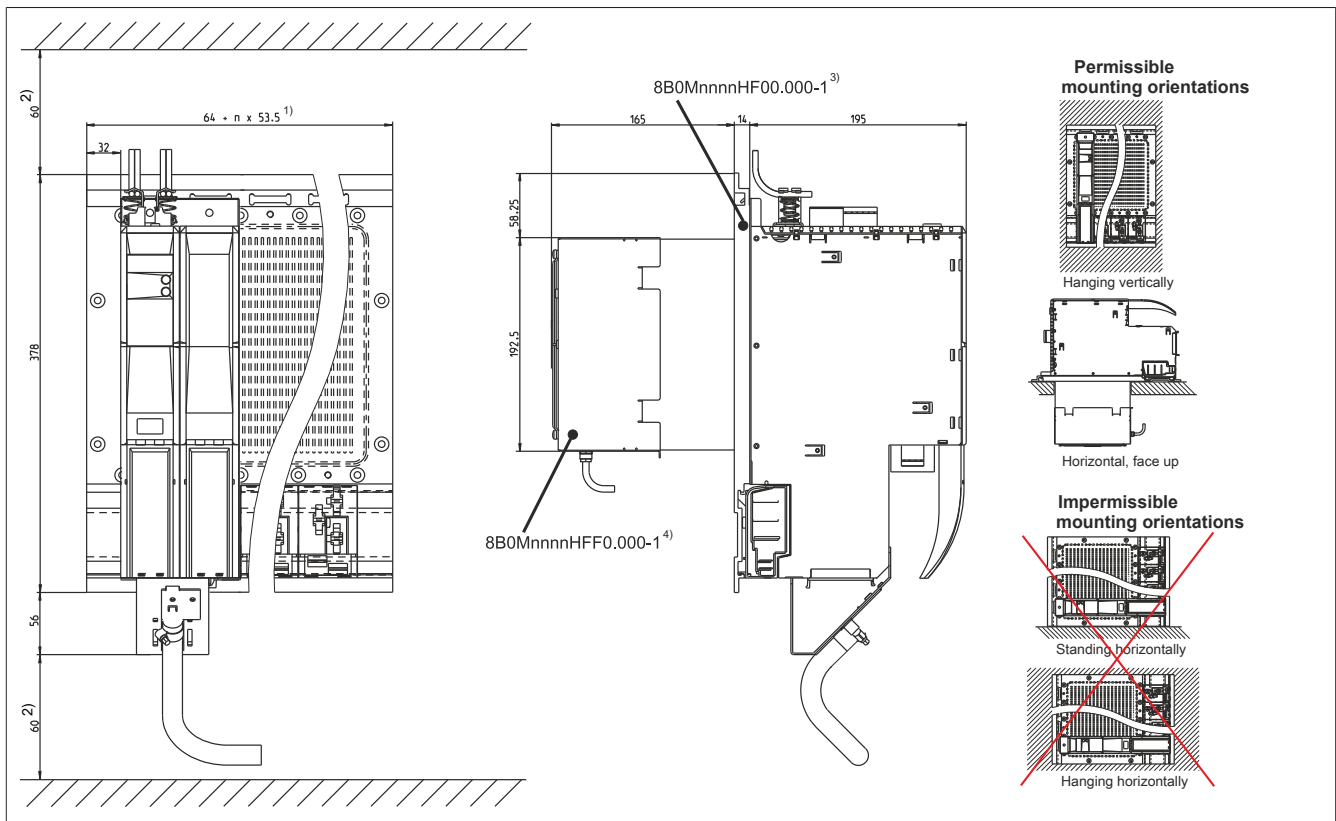 60 2)
64 + n x 53.5 1)
32
378
56
60 2)
8B0MnnnnHF00.000-1 3)
165
14
195
58.25
192.5
8B0MnnnnHFF0.000-1 4)
Permissible
mounting orientations
Hanging vertically
Horizontal, face up
Impermissible
mounting orientations
Standing horizontally
Hanging horizontally